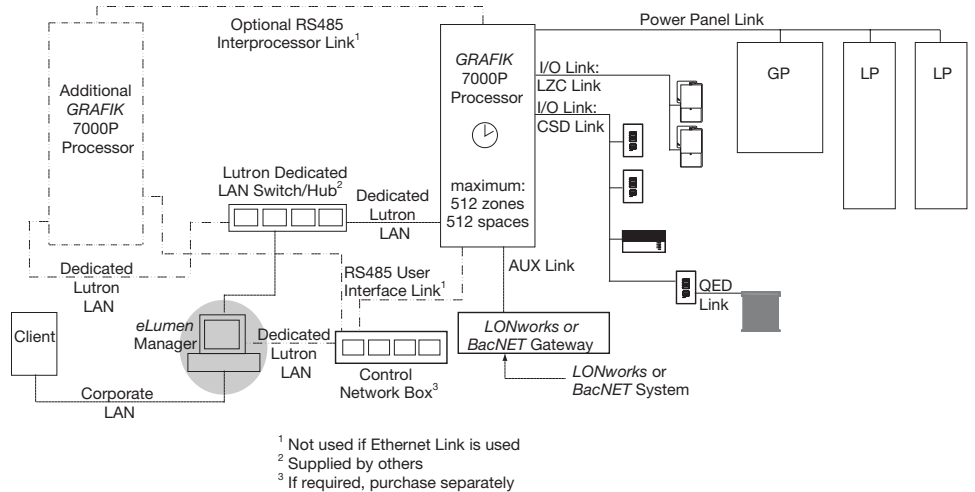 Optional RS485
Interprocessor Link1
Power Panel Link
Additional
GRAFIK
7000P
Processor
GRAFIK
7000P
Processor
maximum:
512 zones
512 spaces
I/O Link:
LZC Link
I/O Link:
CSD Link
GP
LP
LP
Lutron Dedicated
LAN Switch/Hub2
Dedicated
Lutron
LAN
Dedicated
Lutron
LAN
RS485 User
Interface Link1
AUX Link
QED
Link
Client
eLumen
Manager
Dedicated
Lutron
LAN
LONworks or
BacNET Gateway
Control
Network Box3
LONworks or
BacNET System
Corporate
LAN
1 Not used if Ethernet Link is used
2 Supplied by others
3 If required, purchase separately